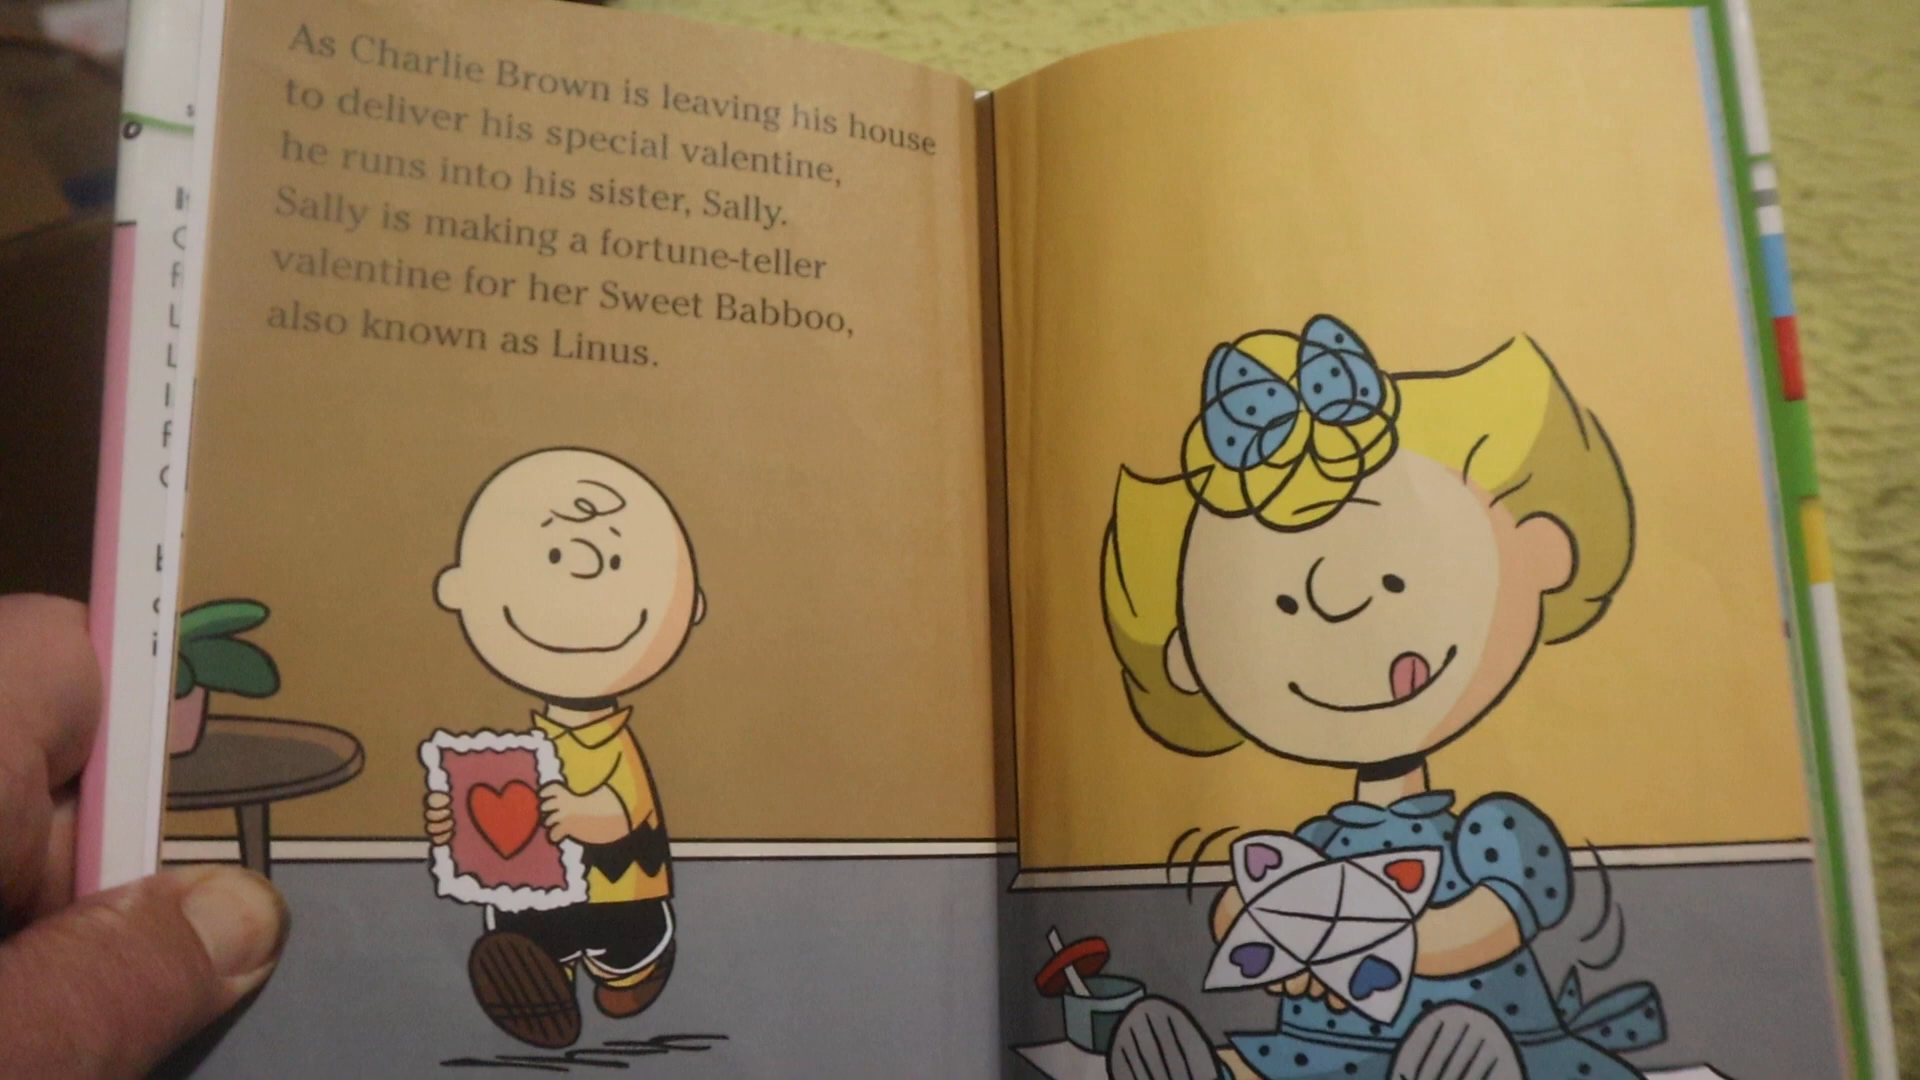 As Charlie Brown is leaving his house
to deliver his special valentine,
he runs into his sister, Sally.
Sally is making a fortune-teller
valentine for her Sweet Babboo,
also known as Linus.